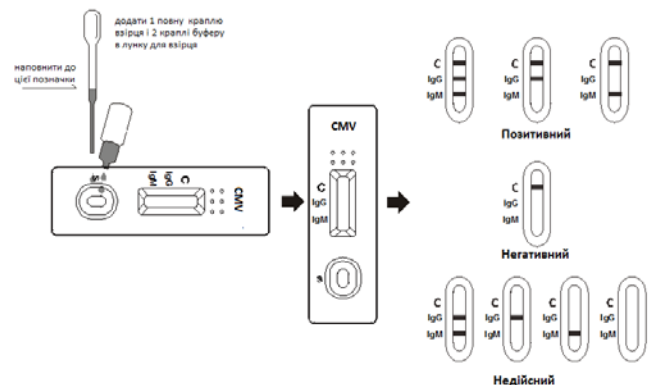 додати 1 повну краплю
взірця і 2 краплі буферу
в лунку для взірця
наповнити до
цієї позначки
S
IgM
IgG
C
CMV
CMV
C
IgG
IgM
S
C
IgG
IgM
C
IgG
IgM
C
IgG
IgM
Позитивний
C
IgG
IgM
Негативний
C
IgG
IgM
C
IgG
IgM
C
IgG
IgM
C
IgG
IgM
Недійсний